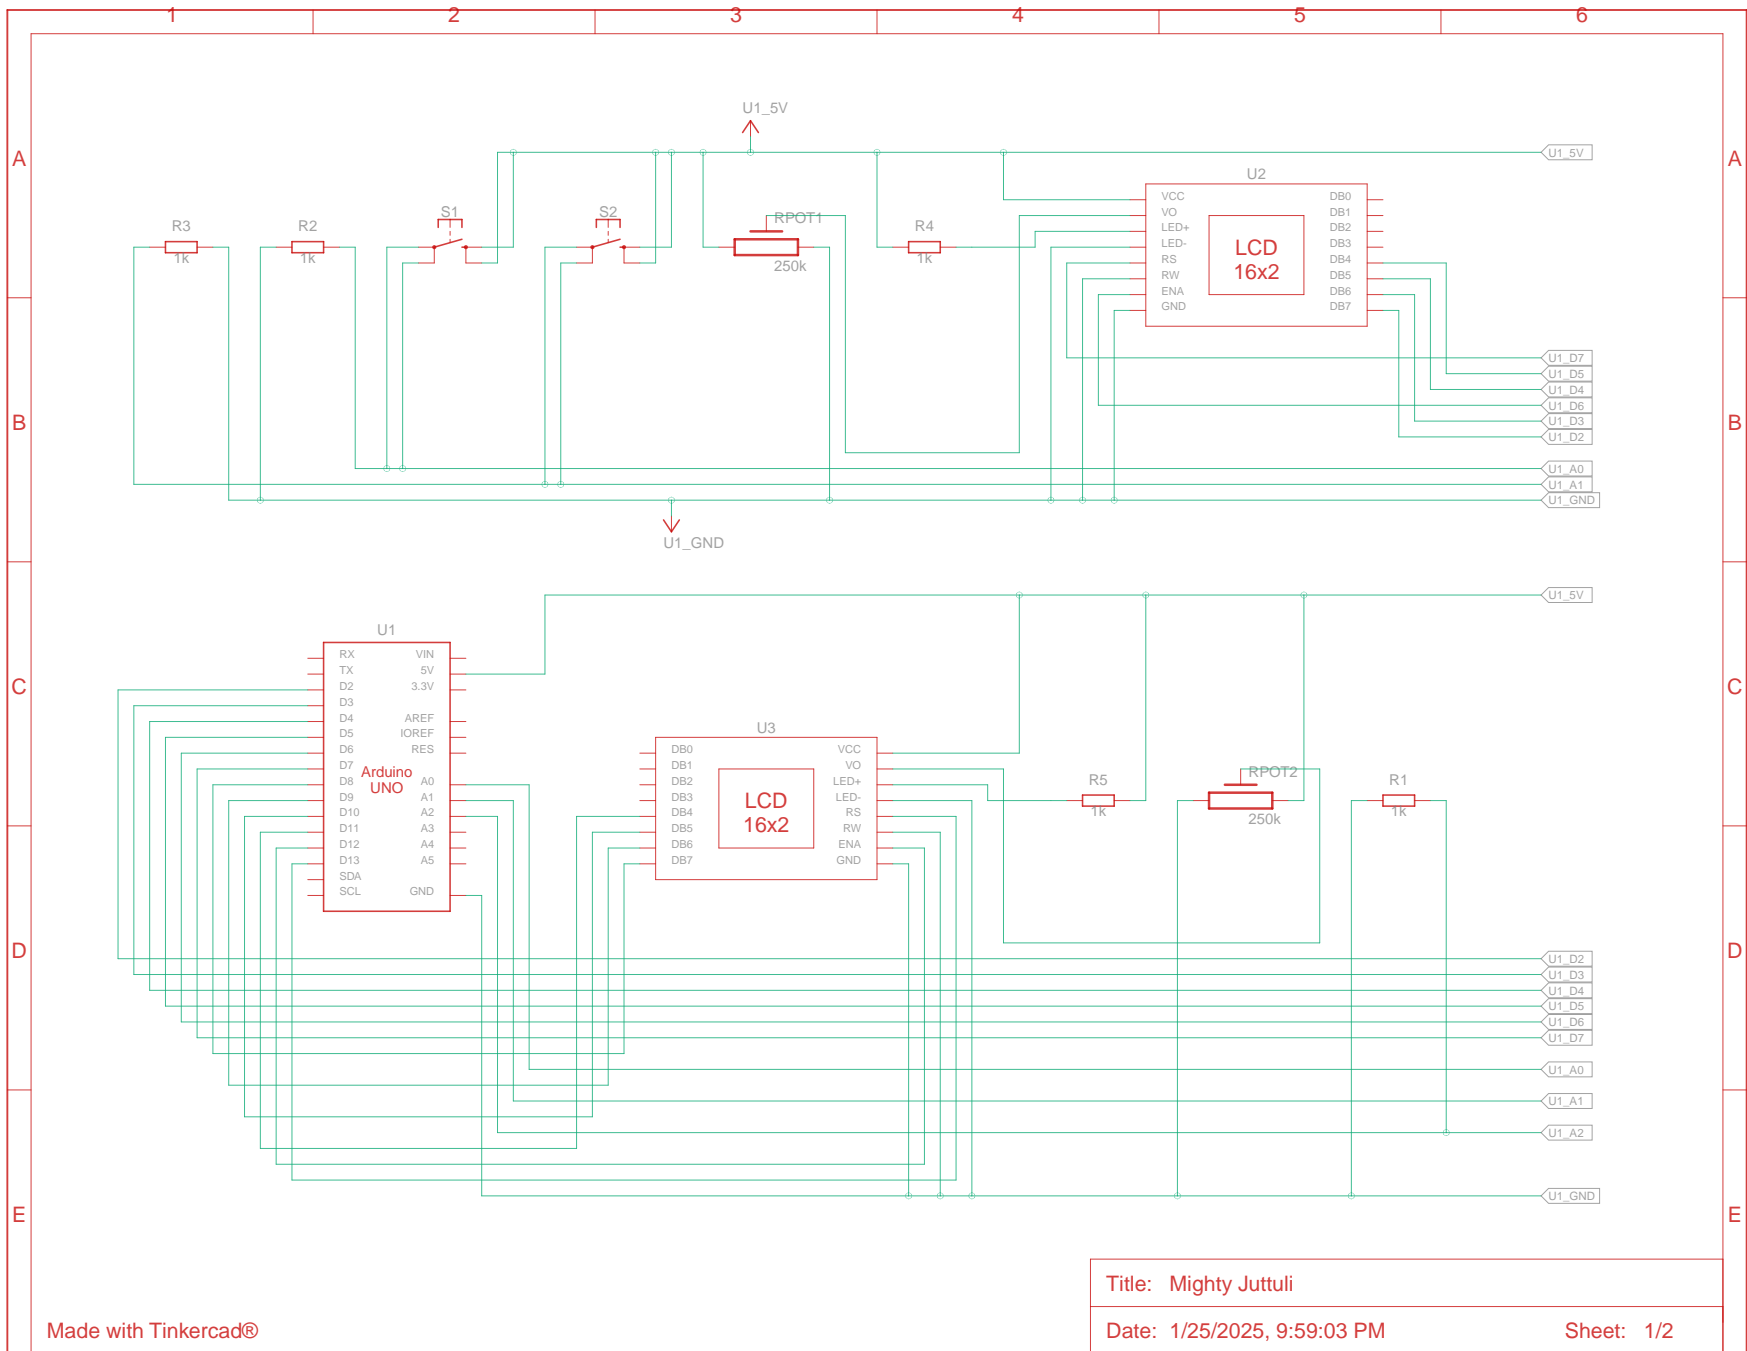 1 2 3 4 5 6
U1_5V
A U1_5V A
U2
S1 S2 RPOT1
R3 R2 R4
1k 1k 250k 1k
VCC DB0
VO DB1
LED+ DB2
LED- DB3
RS DB4
RW DB5
ENA DB6
GND DB7
LCD
16x2
U1_D7
U1_D5
U1_D4
U1_D6
B U1_D3 B
U1_D2
U1_A0
U1_A1
U1_GND
U1_GND
U1_5V
U1
RX VIN
TX 5V
C D2 3.3V C
D3
D4 AREF
D5 IOREF
D6 RES
D7
D8 A0
D9 A1
D10 A2
D11 A3
D12 A4
D13 A5
SDA
SCL GND
Arduino
UNO
U3
DB0 VCC
DB1 VO
DB2 LED+
DB3 LED-
DB4 RS
DB5 RW
DB6 ENA
DB7 GND
LCD
16x2
R5 RPOT2 R1
1k 250k 1k
D D
U1_D2
U1_D3
U1_D4
U1_D5
U1_D6
U1_D7
U1_A0
U1_A1
U1_A2
U1_GND
E E
Title: Mighty Juttuli
Made with Tinkercad® Date: 1/25/2025, 9:59:03 PM Sheet: 1/2